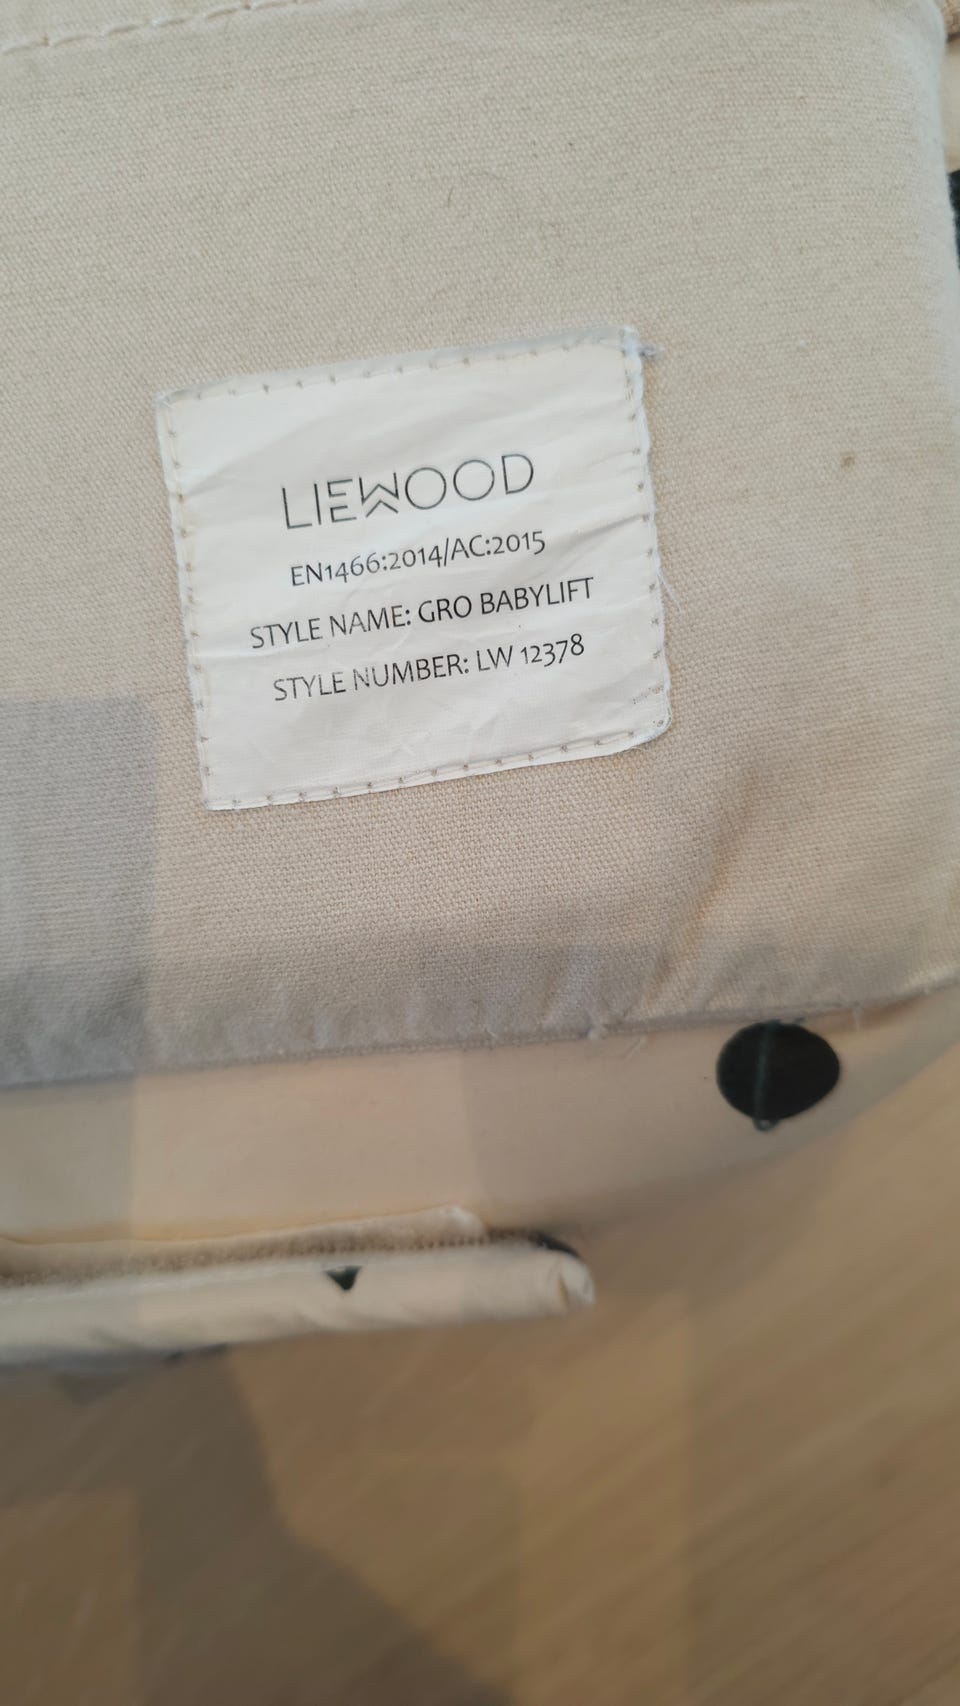 LIEWOOD
EN1466:2014/AC:2015
STYLE NAME: GRO BABYLIFT
STYLE NUMBER: LW 12378